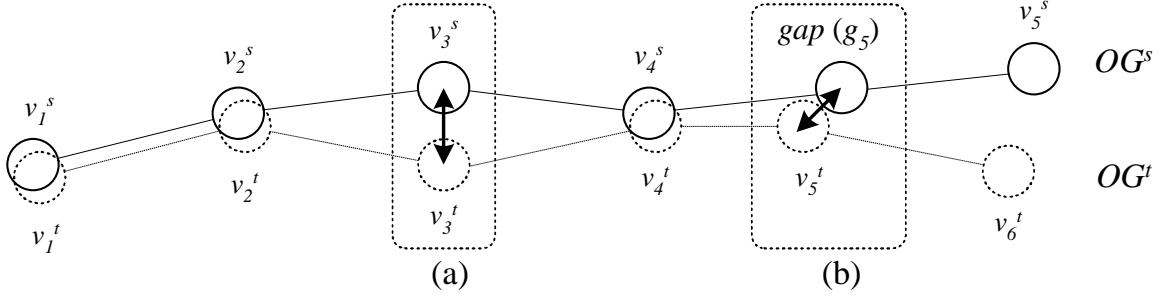 v₁ˢ
v₂ˢ
v₃ˢ
v₄ˢ
gap (g₅)
v₅ˢ
OGˢ
v₁ᵗ
v₂ᵗ
v₃ᵗ
v₄ᵗ
v₅ᵗ
v₆ᵗ
OGᵗ
(a)
(b)